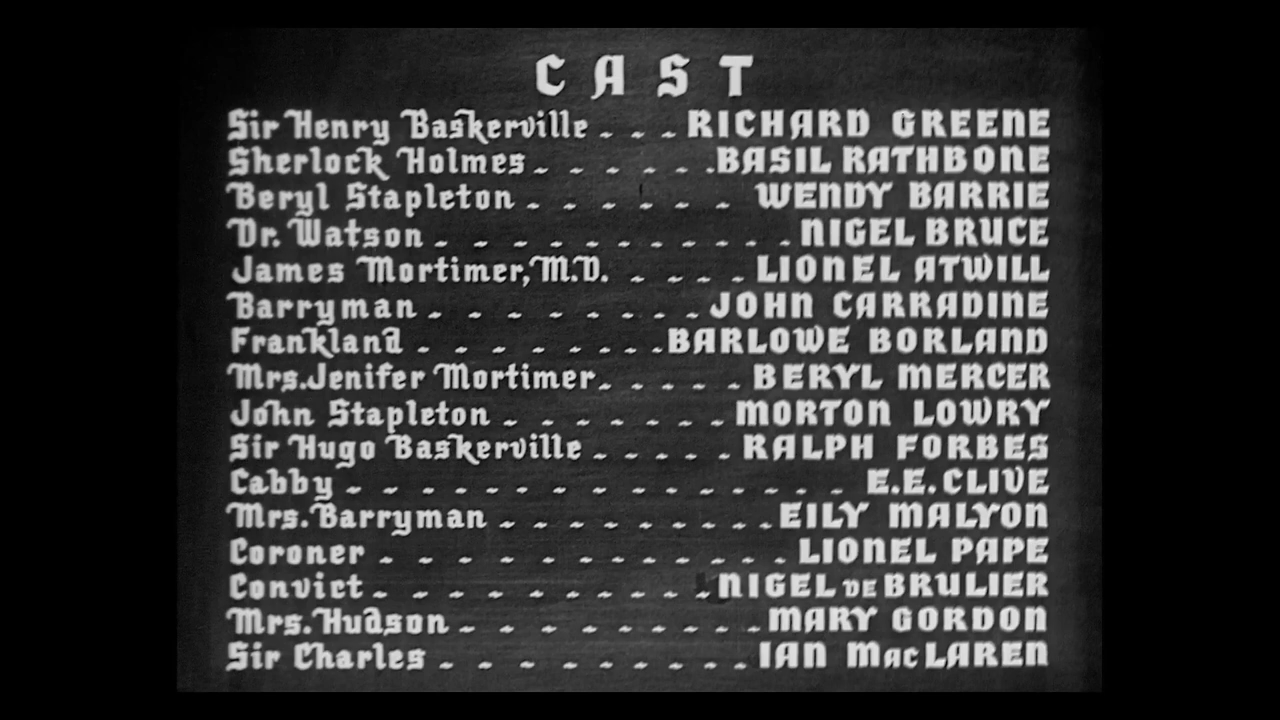 CAST
Sir Henry Baskerville . . . RICHARD GREENE
Sherlock Holmes . . . . . . BASIL RATHBONE
Beryl Stapleton . . . . . . WENDY BARRIE
Dr. Watson . . . . . . . . . . . NIGEL BRUCE
James Mortimer, M.D. . . . . LIONEL ATWILL
Barryman . . . . . . . . . JOHN CARRADINE
Frankland . . . . . . . . . BARLOWE BORLAND
Mrs. Jenifer Mortimer . . . . . BERYL MERCER
John Stapleton . . . . . . . MORTON LOWRY
Sir Hugo Baskerville . . . . . RALPH FORBES
Cabby . . . . . . . . . . . . . . . E.E. CLIVE
Mrs. Barryman . . . . . . . . . EILY MALYON
Coroner . . . . . . . . . . . LIONEL PAPE
Convict . . . . . . . . . . . NIGEL DE BRULIER
Mrs. Hudson . . . . . . . . . MARY GORDON
Sir Charles . . . . . . . . . . IAN MacLAREN